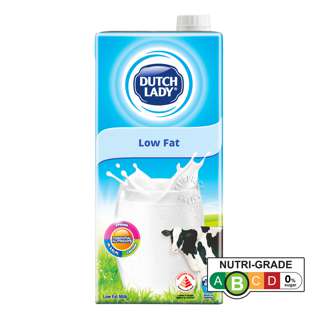 DUTCH
LADY
Low Fat
Low Fat Milk
NUTRI-GRADE
A B C D 0%
sugar